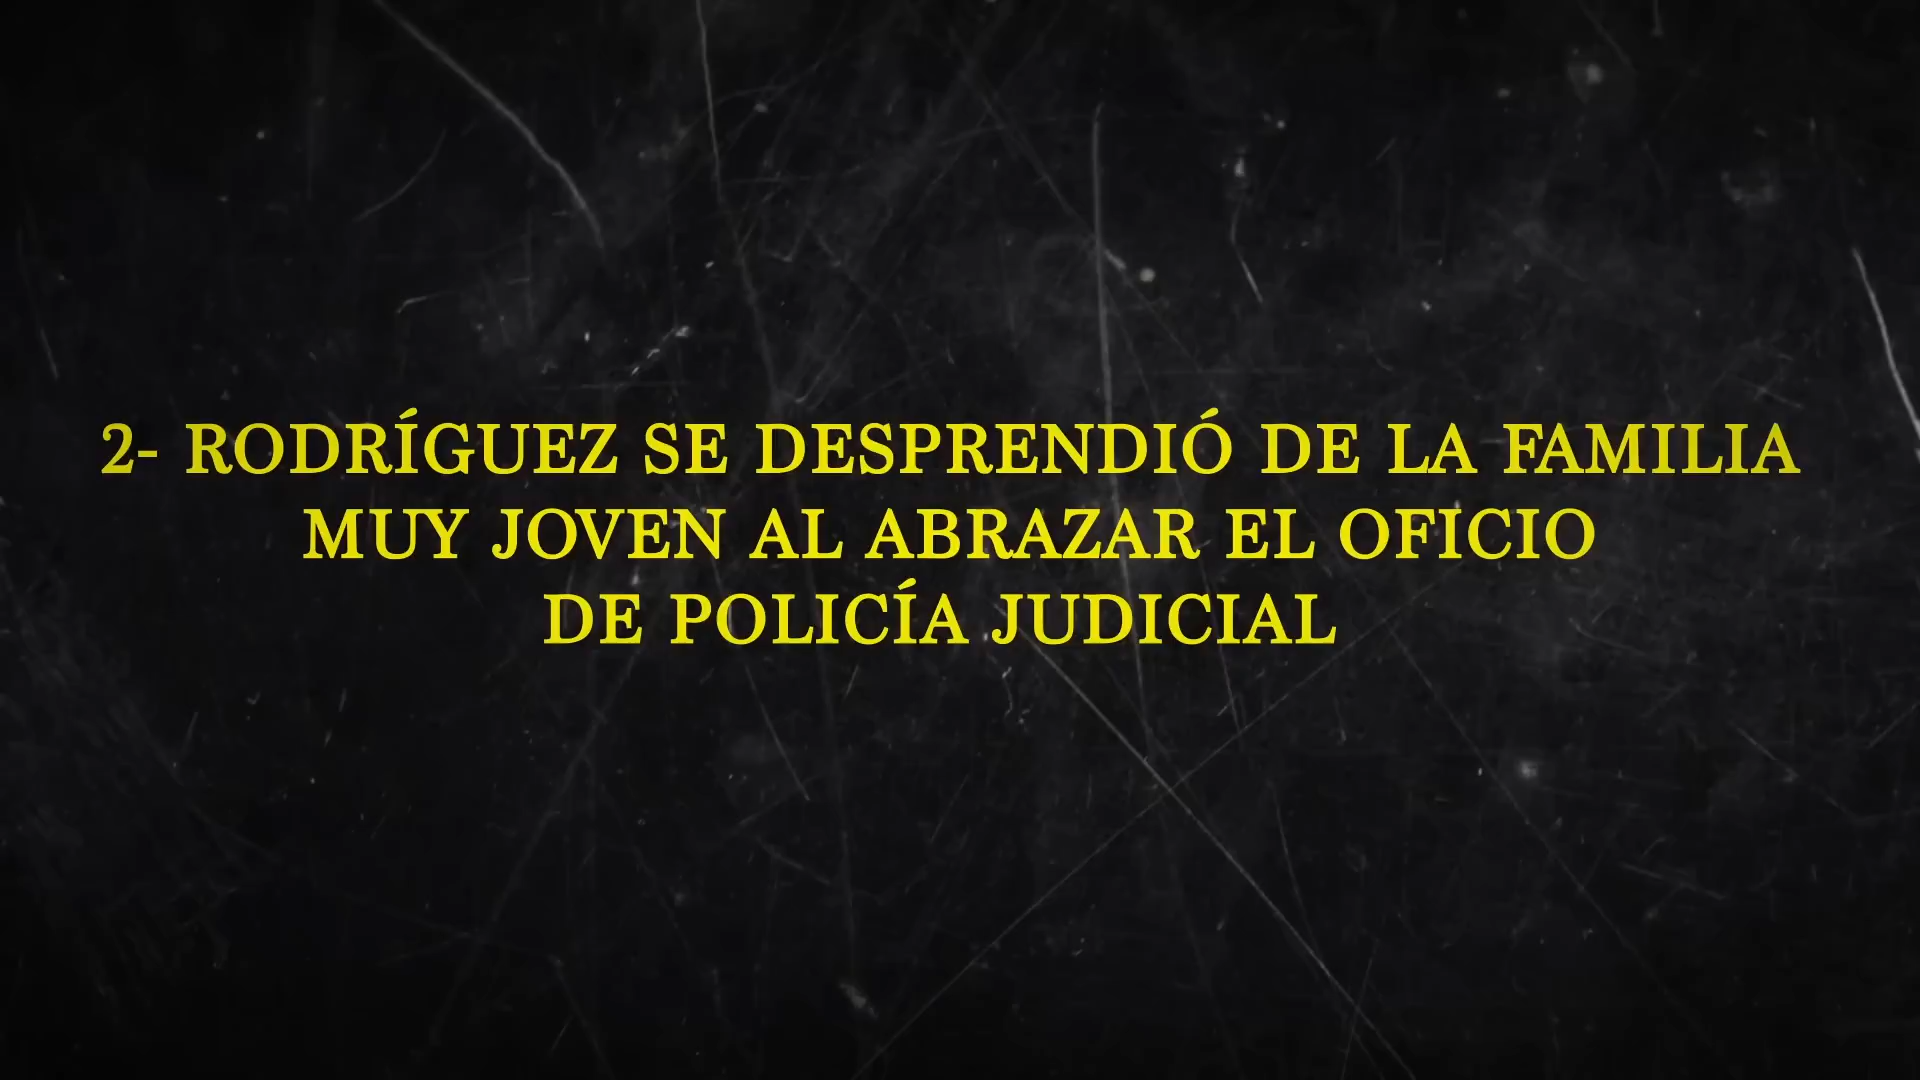 2- RODRÍGUEZ SE DESPRENDIÓ DE LA FAMILIA
MUY JOVEN AL ABRAZAR EL OFICIO
DE POLICÍA JUDICIAL